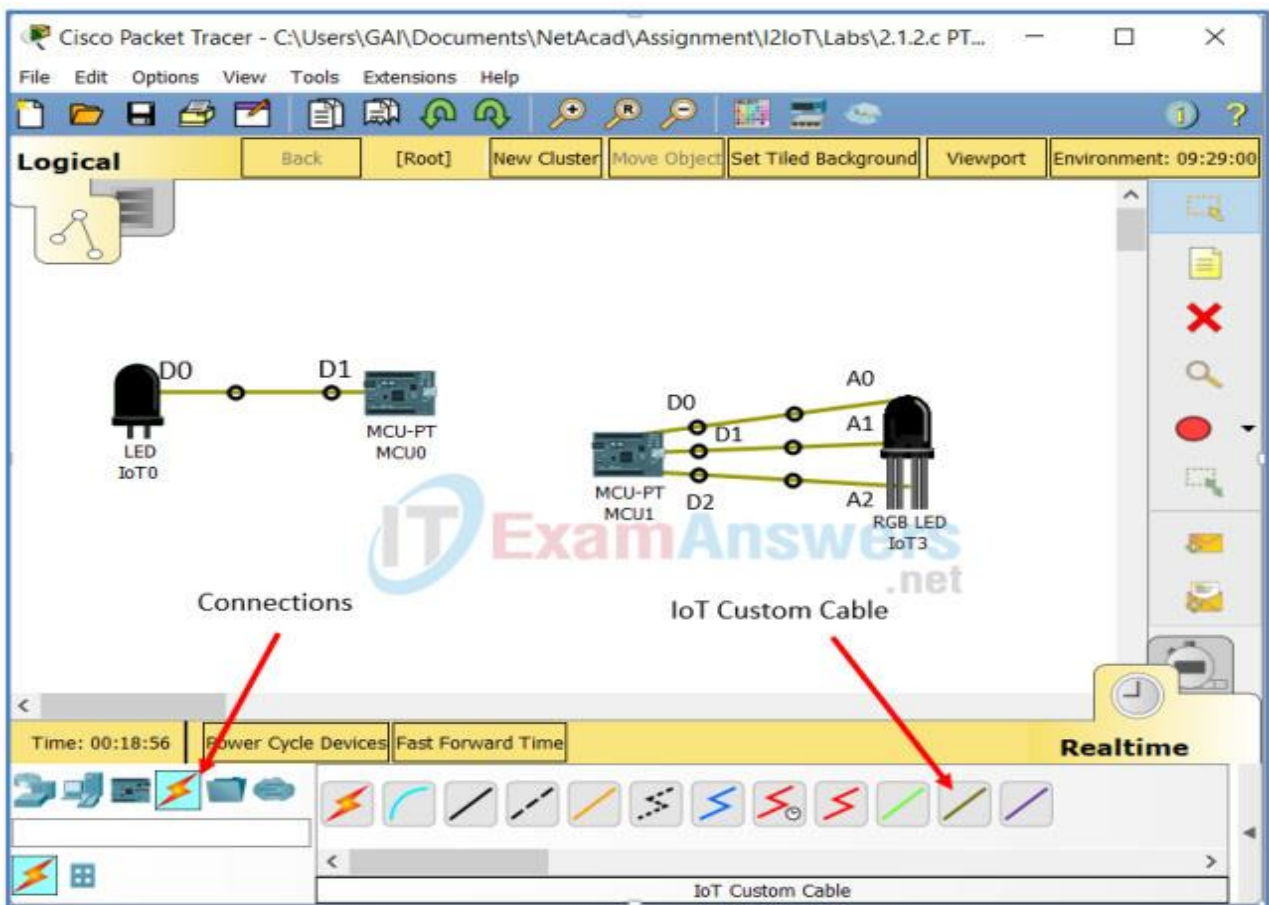 Cisco Packet Tracer - C:\Users\GAI\Documents\NetAcad\Assignment\I2IoT\Labs\2.1.2.c PT...
File Edit Options View Tools Extensions Help
Logical Back [Root] New Cluster Move Object Set Tiled Background Viewport Environment: 09:29:00
D0 D1
LED
IoT0
MCU-PT
MCU0
D0 A0
D1 A1
D2 A2
MCU-PT
MCU1
RGB LED
IoT3
ITExamAnswers
.net
Connections
IoT Custom Cable
Time: 00:18:56 Power Cycle Devices Fast Forward Time Realtime
IoT Custom Cable